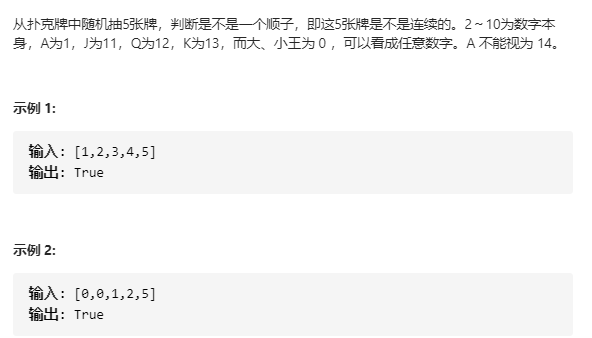 从扑克牌中随机抽5张牌，判断是不是一个顺子，即这5张牌是不是连续的。2～10为数字本
身，A为1，J为11，Q为12，K为13，而大、小王为 0 ，可以看成任意数字。A 不能视为 14。
示例 1:
输入: [1,2,3,4,5]
输出: True
示例 2:
输入: [0,0,1,2,5]
输出: True